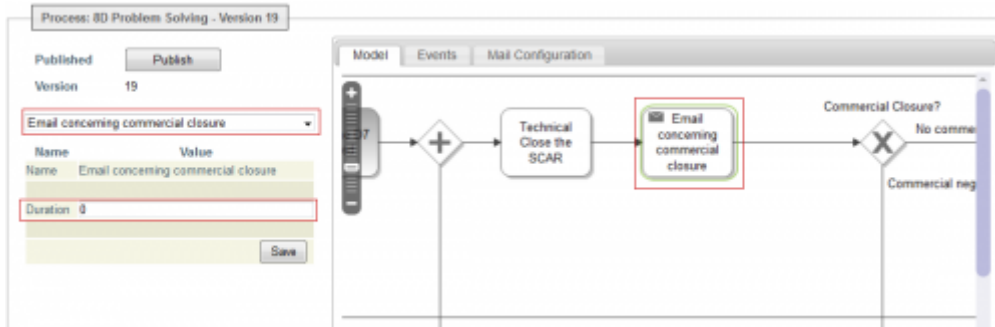 Process: 8D Problem Solving - Version 19
Published
Publish
Version 19
Email concerning commercial closure
Name Value
Name Email concerning commercial closure
Duration 0
Save
Model Events Mail Configuration
Technical
Close the
SCAR
Email
concerning
commercial
closure
Commercial Closure?
No comme
Commercial neg